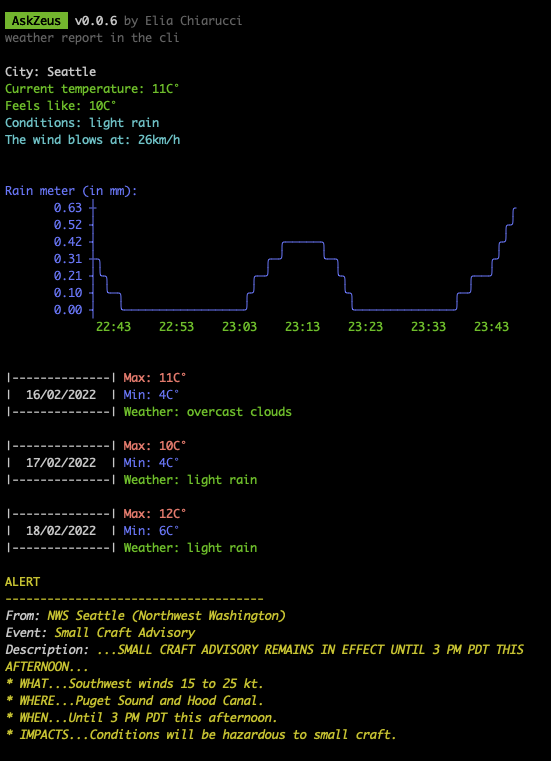 AskZeus v0.0.6 by Elia Chiarucci
weather report in the cli
City: Seattle
Current temperature: 11C°
Feels like: 10C°
Conditions: light rain
The wind blows at: 26km/h
Rain meter (in mm):
0.63
0.52
0.42
0.31
0.21
0.10
0.00
22:43 22:53 23:03 23:13 23:23 23:33 23:43
|--------------| Max: 11C°
| 16/02/2022 | Min: 4C°
|--------------| Weather: overcast clouds
|--------------| Max: 10C°
| 17/02/2022 | Min: 4C°
|--------------| Weather: light rain
|--------------| Max: 12C°
| 18/02/2022 | Min: 6C°
|--------------| Weather: light rain
ALERT
-------------------------------------
From: NWS Seattle (Northwest Washington)
Event: Small Craft Advisory
Description: ...SMALL CRAFT ADVISORY REMAINS IN EFFECT UNTIL 3 PM PDT THIS
AFTERNOON...
* WHAT...Southwest winds 15 to 25 kt.
* WHERE...Puget Sound and Hood Canal.
* WHEN...Until 3 PM PDT this afternoon.
* IMPACTS...Conditions will be hazardous to small craft.